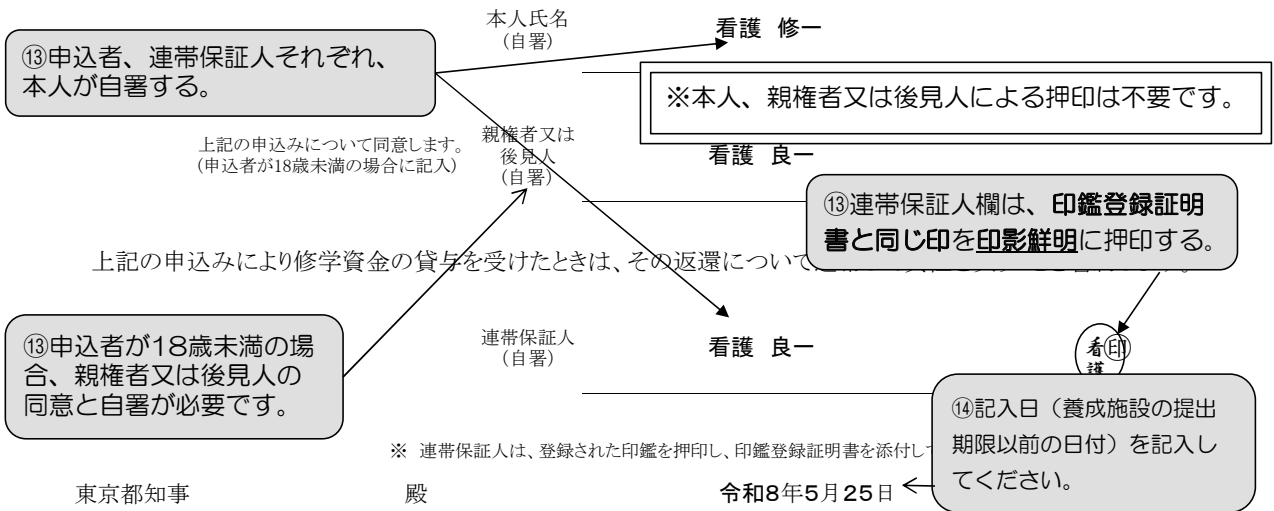 本人氏名
(自署)
看護 修一
⑬申込者、連帯保証人それぞれ、
本人が自署する。
※本人、親権者又は後見人による押印は不要です。
上記の申込みについて同意します。
(申込者が18歳未満の場合に記入)
親権者又は
後見人
(自署)
看護 良一
⑬連帯保証人欄は、印鑑登録証明
書と同じ印を印影鮮明に押印する。
上記の申込みにより修学資金の貸与を受けたときは、その返還について
⑬申込者が18歳未満の場
合、親権者又は後見人の
同意と自署が必要です。
連帯保証人
(自署)
看護 良一
看護
印
⑭記入日（養成施設の提出
期限以前の日付）を記入し
てください。
※ 連帯保証人は、登録された印鑑を押印し、印鑑登録証明書を添付し
東京都知事 殿 令和8年5月25日